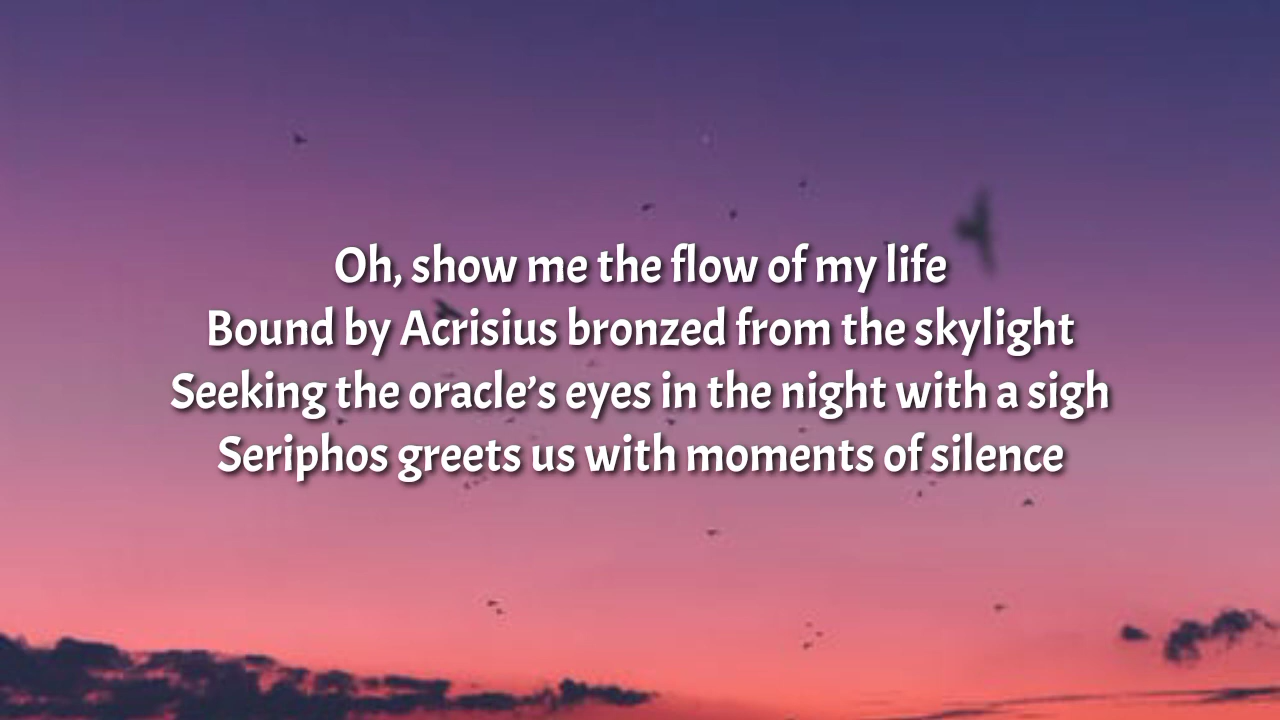 Oh, show me the flow of my life
Bound by Acrisius bronzed from the skylight
Seeking the oracle’s eyes in the night with a sigh
Seriphos greets us with moments of silence